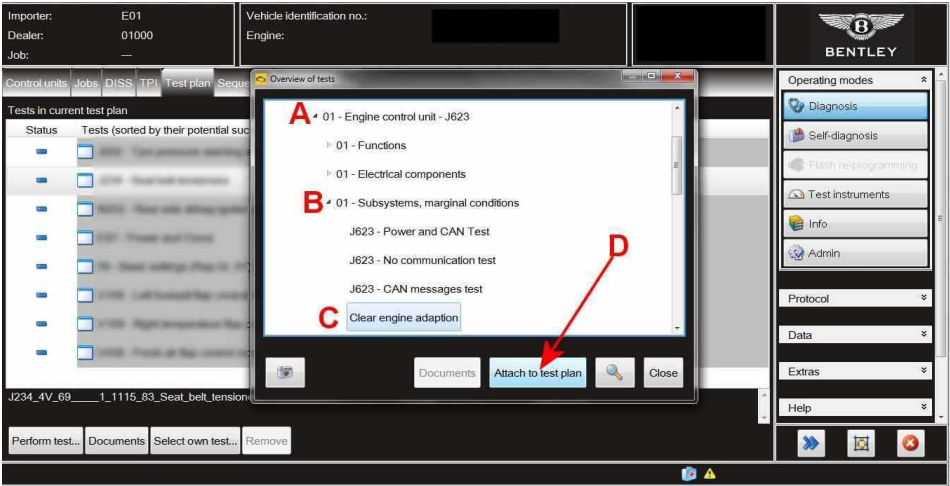 Importer: E01
Dealer: 01000
Job: ---
Vehicle identification no.:
Engine:
BENTLEY
Control units Jobs DISS TPI Test plan Seque
Tests in current test plan
Status Tests (sorted by their potential suc
Overview of tests
A 01 - Engine control unit - J623
01 - Functions
01 - Electrical components
B 01 - Subsystems, marginal conditions
J623 - Power and CAN Test
D
J623 - No communication test
J623 - CAN messages test
C Clear engine adaption
Documents Attach to test plan Close
J234_4V_69____1_1115_83_Seat_belt_tension
Perform test... Documents Select own test... Remove
Operating modes
Diagnosis
Self-diagnosis
Flash re-programming
Test instruments
Info
Admin
Protocol
Data
Extras
Help